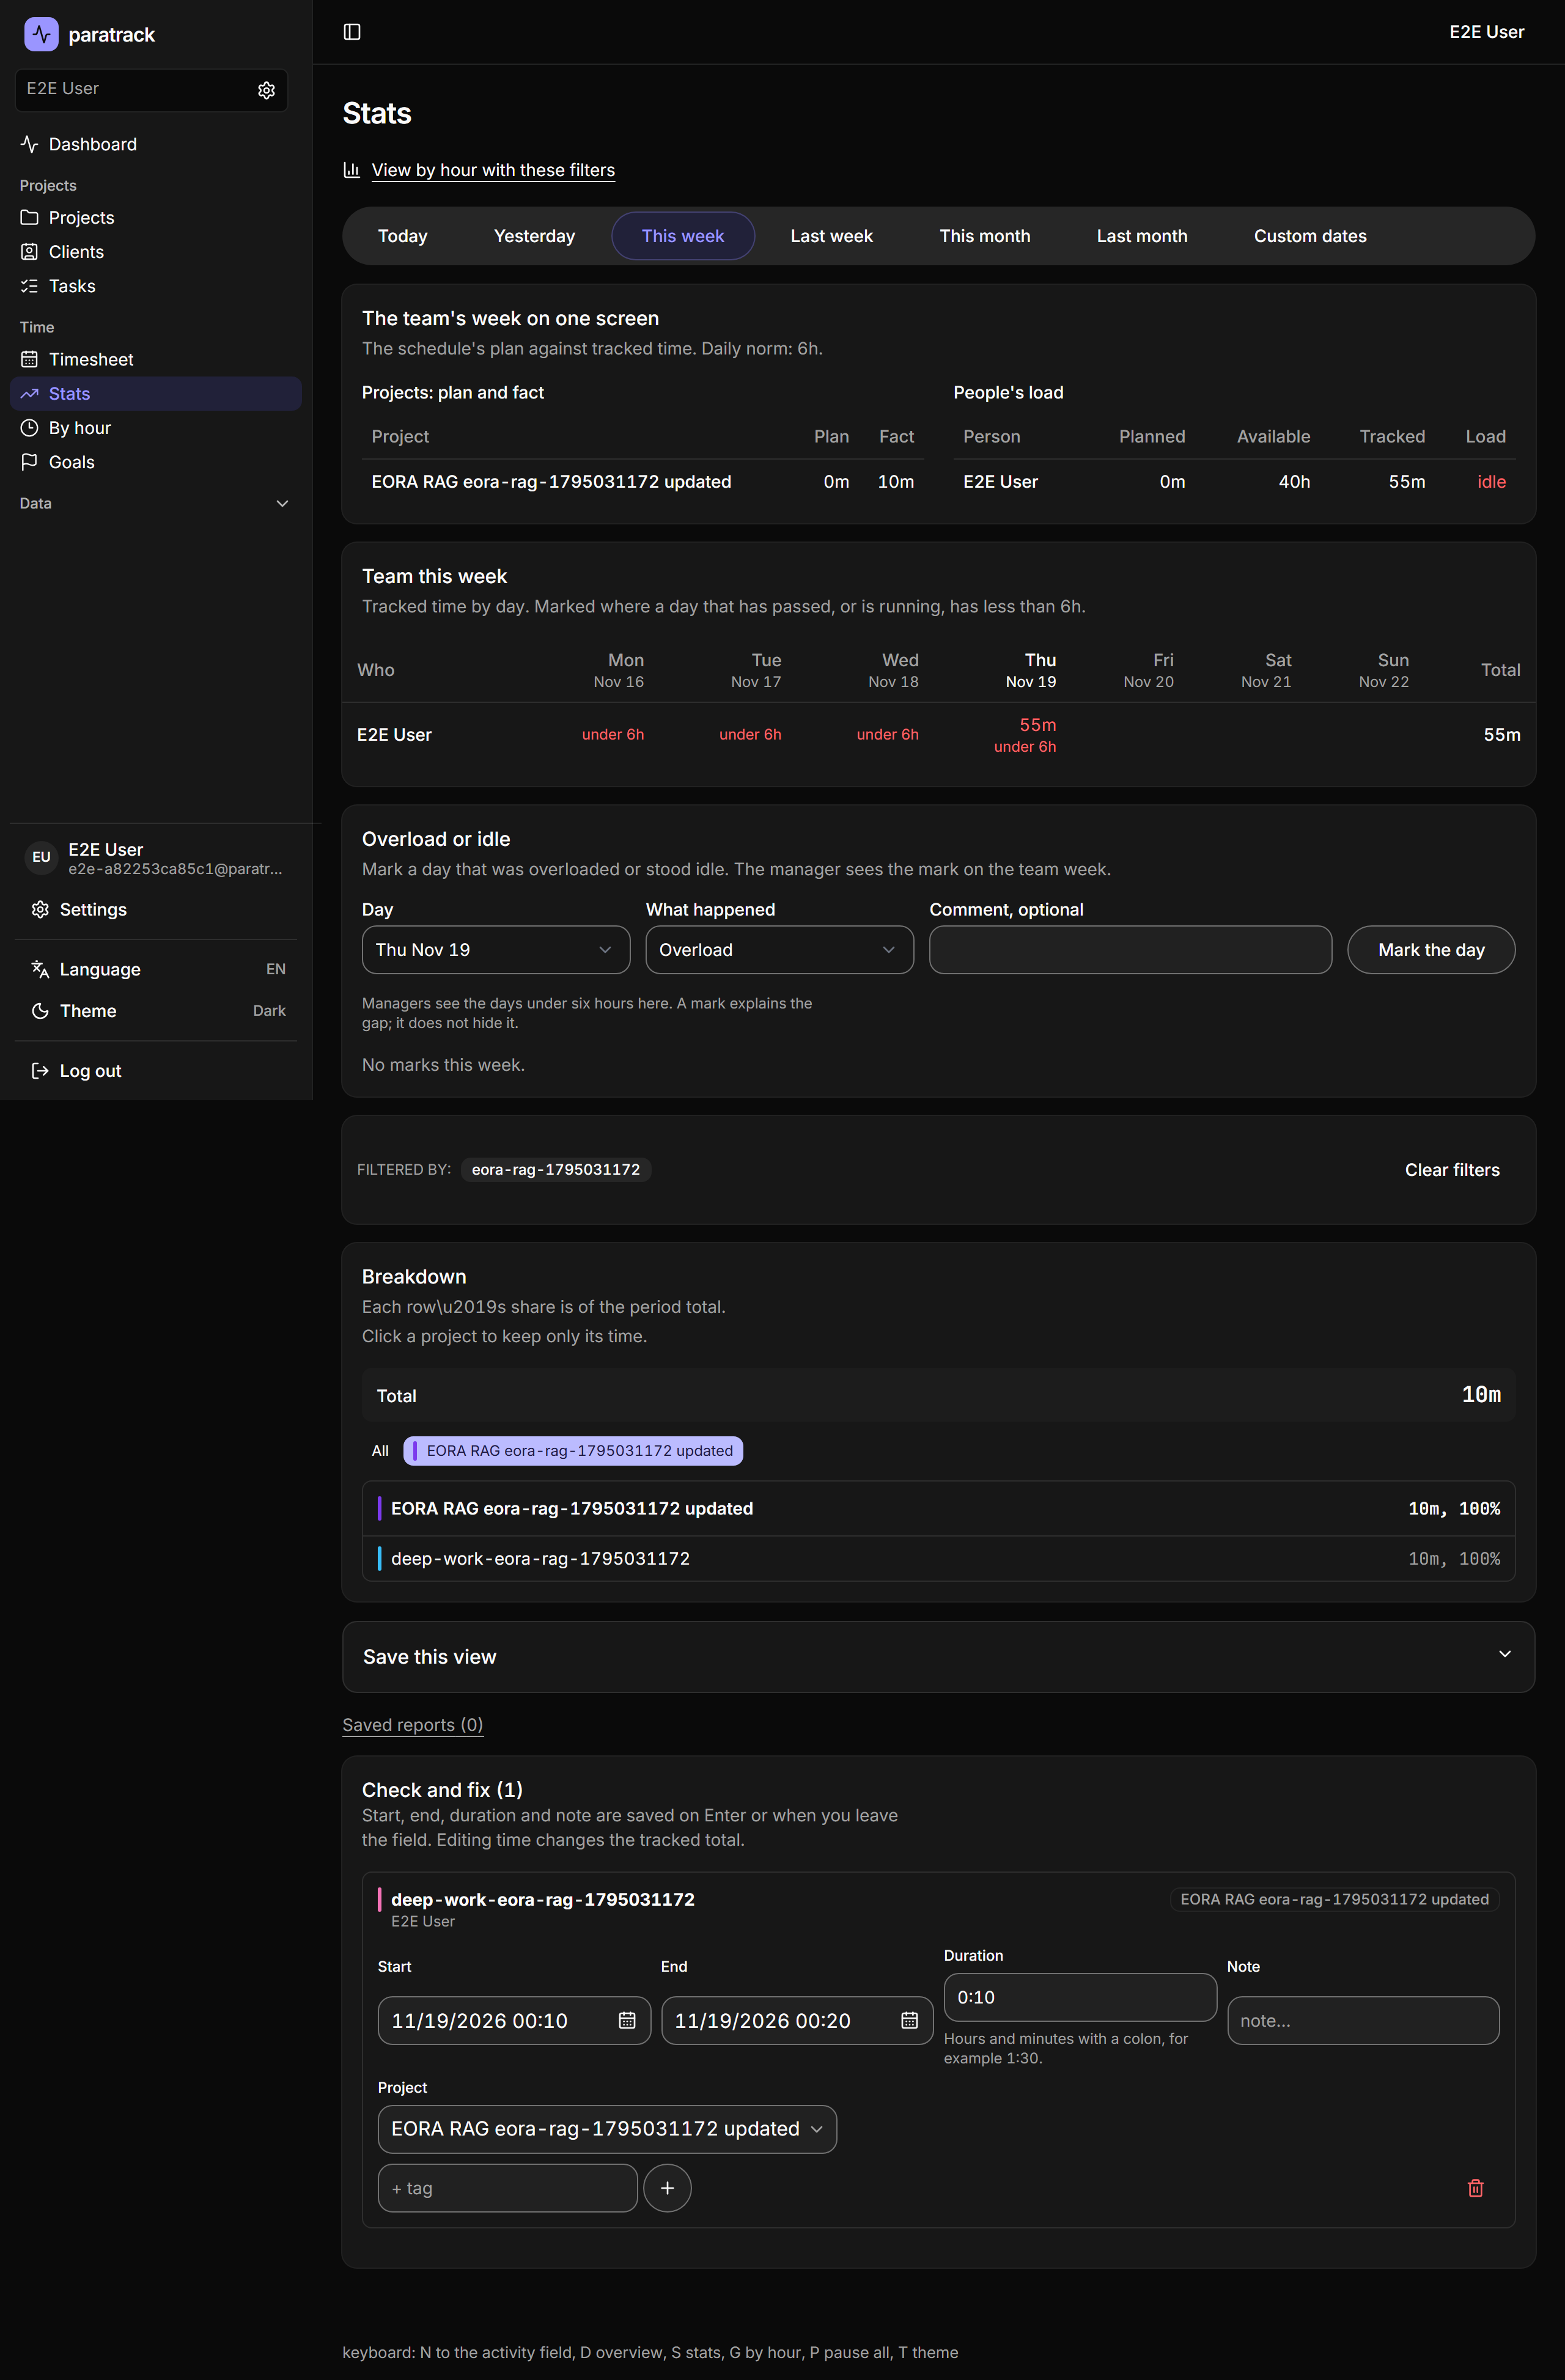 paratrack
E2E User
E2E User
Dashboard
Projects
Projects
Clients
Tasks
Time
Timesheet
Stats
By hour
Goals
Data
EU
E2E User
e2e-a82253ca85c1@paratr...
Settings
Language
EN
Theme
Dark
Log out
Stats
View by hour with these filters
Today
Yesterday
This week
Last week
This month
Last month
Custom dates
The team's week on one screen
The schedule's plan against tracked time. Daily norm: 6h.
Projects: plan and fact
Project Plan Fact
EORA RAG eora-rag-1795031172 updated 0m 10m
People's load
Person Planned Available Tracked Load
E2E User 0m 40h 55m idle
Team this week
Tracked time by day. Marked where a day that has passed, or is running, has less than 6h.
Who Mon Tue Wed Thu Fri Sat Sun Total
Nov 16 Nov 17 Nov 18 Nov 19 Nov 20 Nov 21 Nov 22
E2E User under 6h under 6h under 6h 55m 55m
under 6h
Overload or idle
Mark a day that was overloaded or stood idle. The manager sees the mark on the team week.
Day What happened Comment, optional
Thu Nov 19 Overload Mark the day
Managers see the days under six hours here. A mark explains the
gap; it does not hide it.
No marks this week.
FILTERED BY: eora-rag-1795031172 Clear filters
Breakdown
Each row\u2019s share is of the period total.
Click a project to keep only its time.
Total 10m
All EORA RAG eora-rag-1795031172 updated
EORA RAG eora-rag-1795031172 updated 10m, 100%
deep-work-eora-rag-1795031172 10m, 100%
Save this view
Saved reports (0)
Check and fix (1)
Start, end, duration and note are saved on Enter or when you leave
the field. Editing time changes the tracked total.
deep-work-eora-rag-1795031172 EORA RAG eora-rag-1795031172 updated
E2E User
Start End Duration Note
11/19/2026 00:10 11/19/2026 00:20 0:10 note...
Hours and minutes with a colon, for
example 1:30.
Project
EORA RAG eora-rag-1795031172 updated
+ tag +
keyboard: N to the activity field, D overview, S stats, G by hour, P pause all, T theme